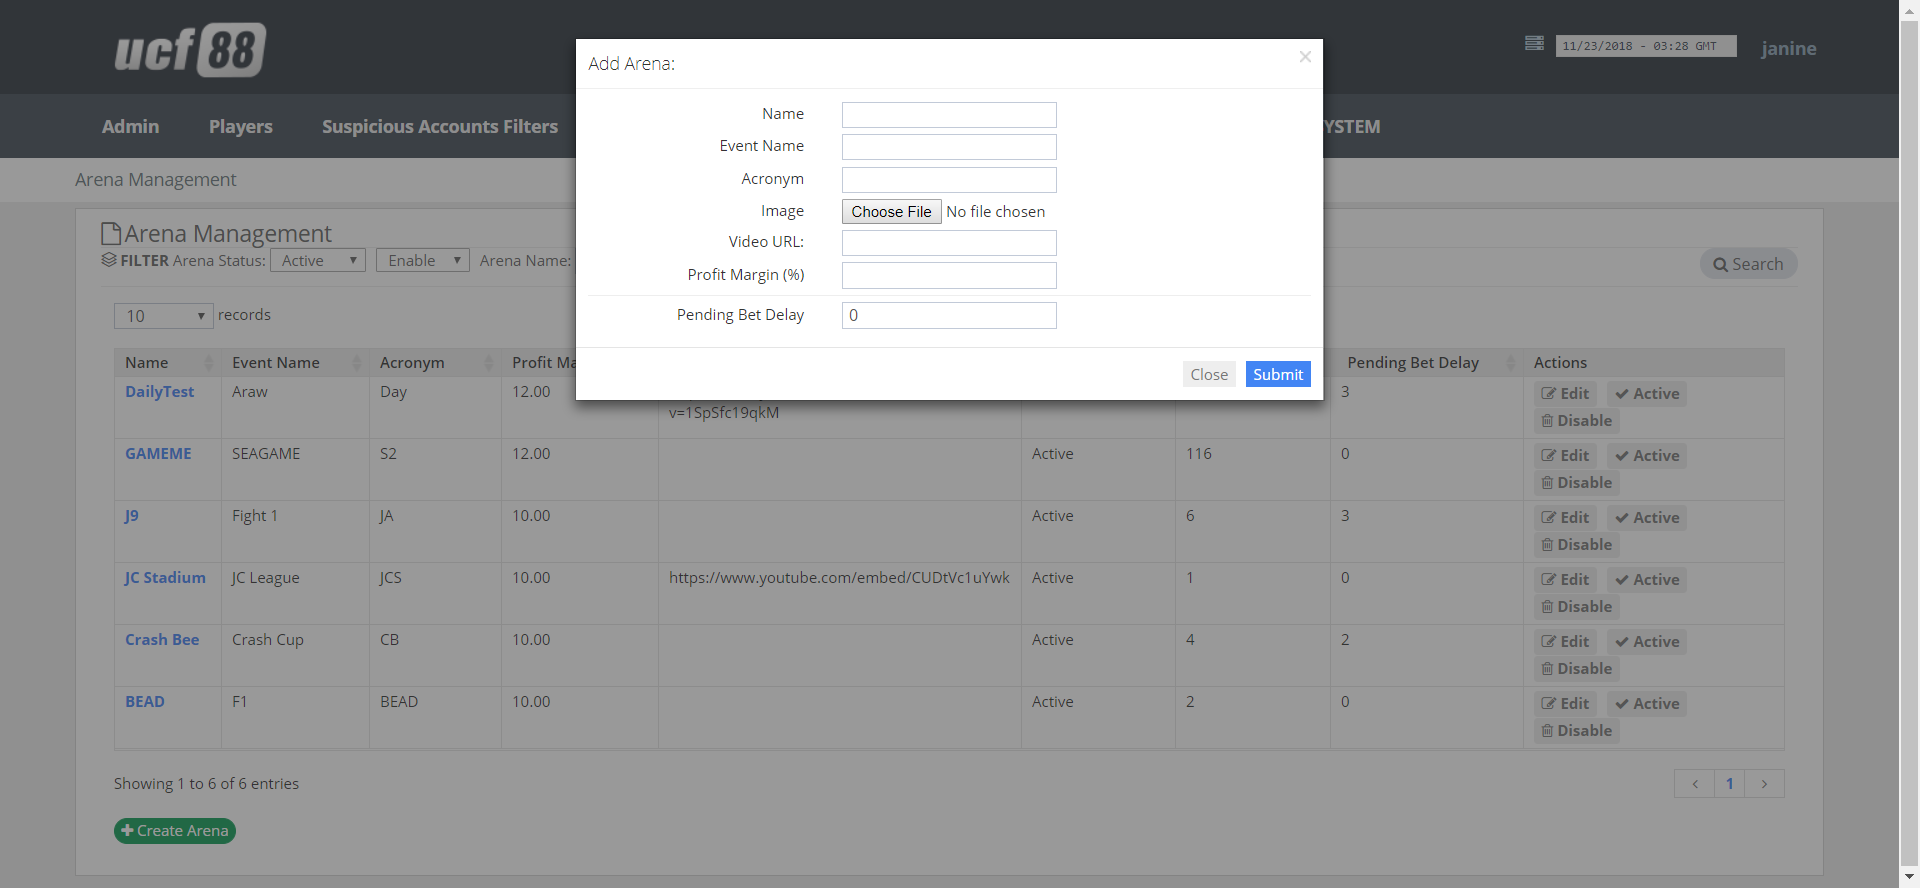 ucf88
11/23/2018 - 03:28 GMT
janine
Admin
Players
Suspicious Accounts Filters
YSTEM
Arena Management
Add Arena:
×
Name
Event Name
Acronym
Image
Choose File No file chosen
Video URL:
Profit Margin (%)
Pending Bet Delay
0
Close
Submit
Arena Management
FILTER Arena Status: Active Enable Arena Name:
Search
10 records
Name Event Name Acronym Profit Ma Pending Bet Delay Actions
DailyTest Araw Day 12.00 3 Edit Active
v=1SpSfc19qkM
Disable
GAMEME SEAGAME S2 12.00 Active 116 0 Edit Active
Disable
J9 Fight 1 JA 10.00 Active 6 3 Edit Active
Disable
JC Stadium JC League JCS 10.00 https://www.youtube.com/embed/CUDtVc1uYwk Active 1 0 Edit Active
Disable
Crash Bee Crash Cup CB 10.00 Active 4 2 Edit Active
Disable
BEAD F1 BEAD 10.00 Active 2 0 Edit Active
Disable
Showing 1 to 6 of 6 entries
< 1 >
Create Arena